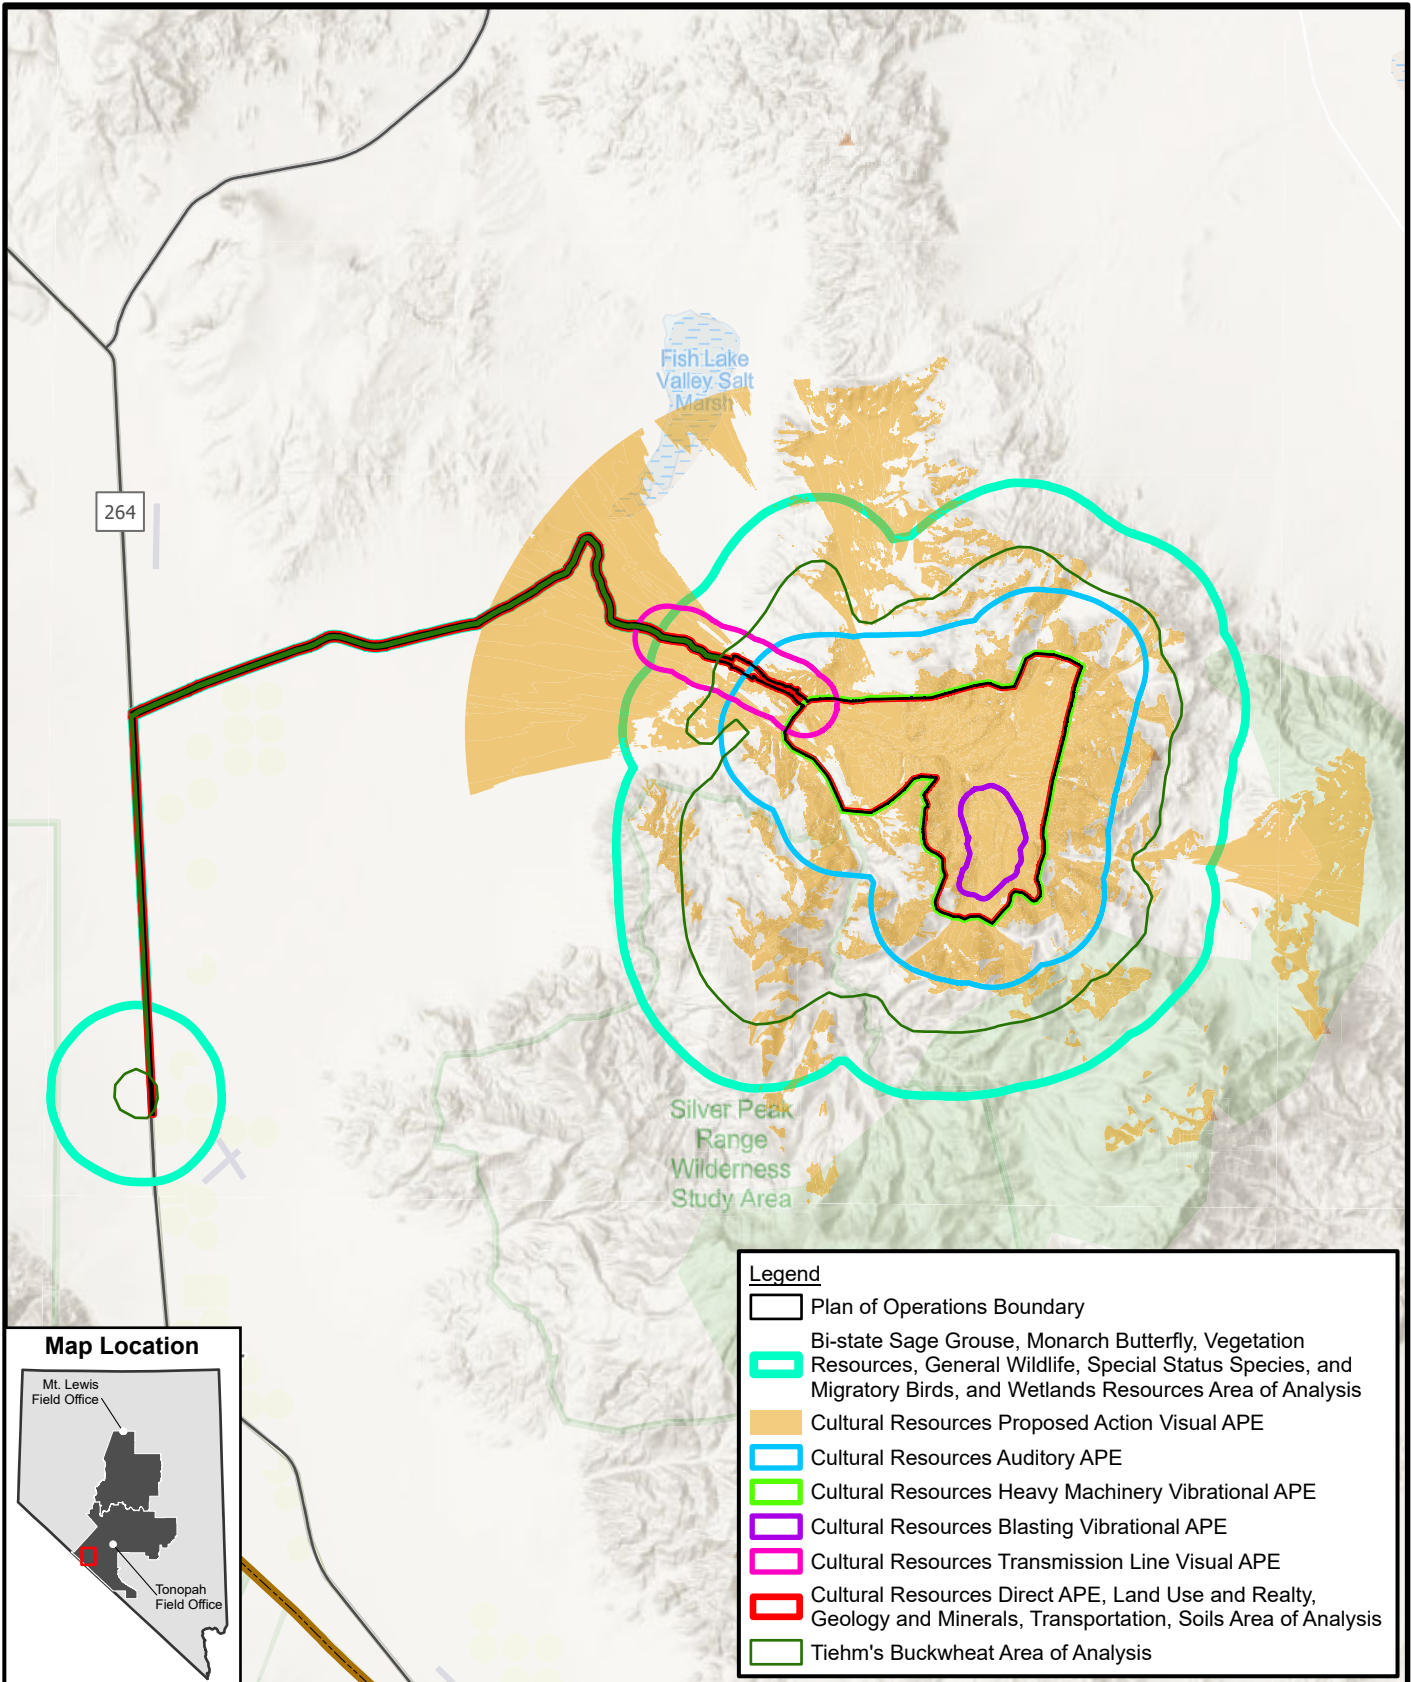 Fish Lake
Valley Salt
Marsh
264
Silver Peak
Range
Wilderness
Study Area
Map Location
Mt. Lewis
Field Office
Tonopah
Field Office
Legend
Plan of Operations Boundary
Bi-state Sage Grouse, Monarch Butterfly, Vegetation
Resources, General Wildlife, Special Status Species, and
Migratory Birds, and Wetlands Resources Area of Analysis
Cultural Resources Proposed Action Visual APE
Cultural Resources Auditory APE
Cultural Resources Heavy Machinery Vibrational APE
Cultural Resources Blasting Vibrational APE
Cultural Resources Transmission Line Visual APE
Cultural Resources Direct APE, Land Use and Realty,
Geology and Minerals, Transportation, Soils Area of Analysis
Tiehm's Buckwheat Area of Analysis